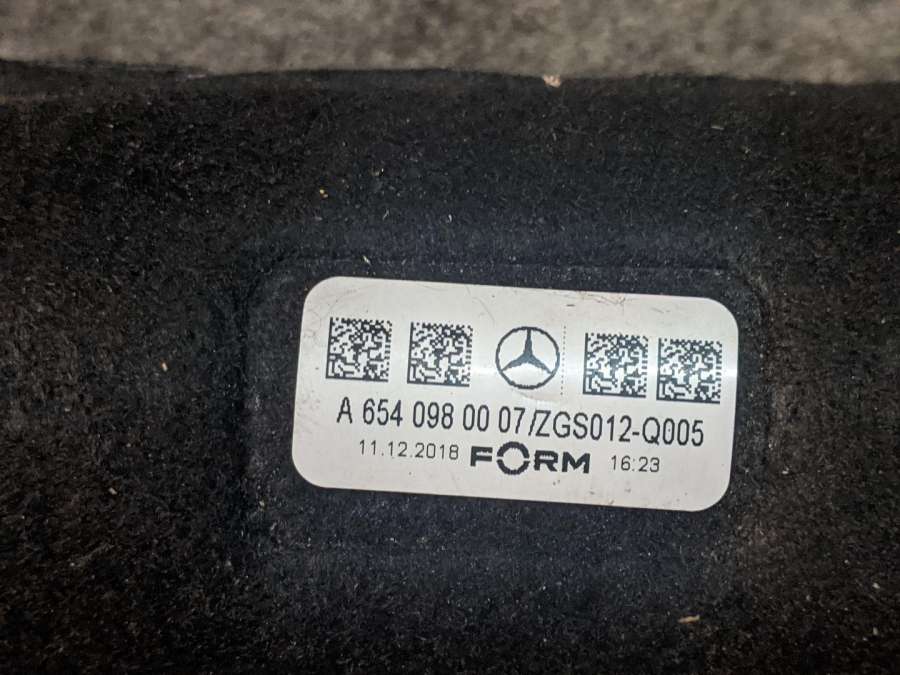 A 654 098 00 07/ZGS012-Q005
11.12.2018 FORM 16:23